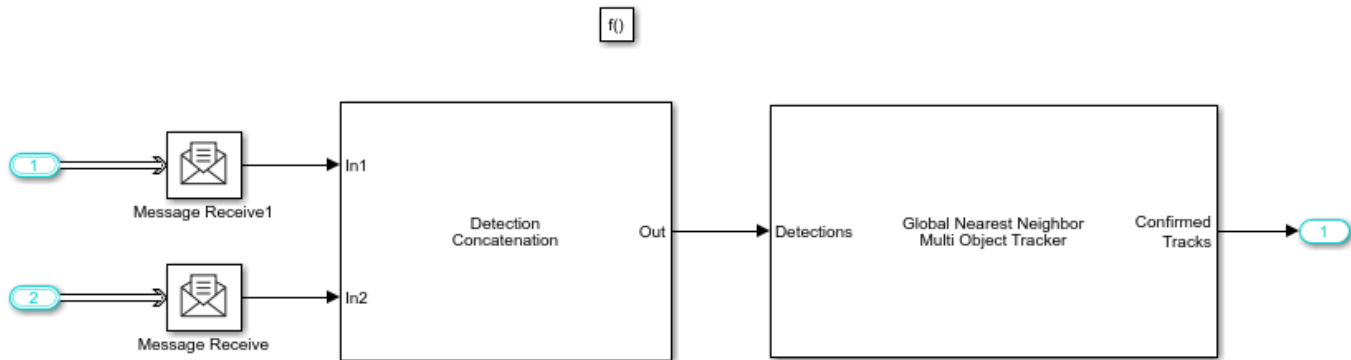 f()
1
Message Receive1
In1
Detection
Concatenation
Out
Detections
Global Nearest Neighbor
Multi Object Tracker
Confirmed
Tracks
1
2
Message Receive
In2